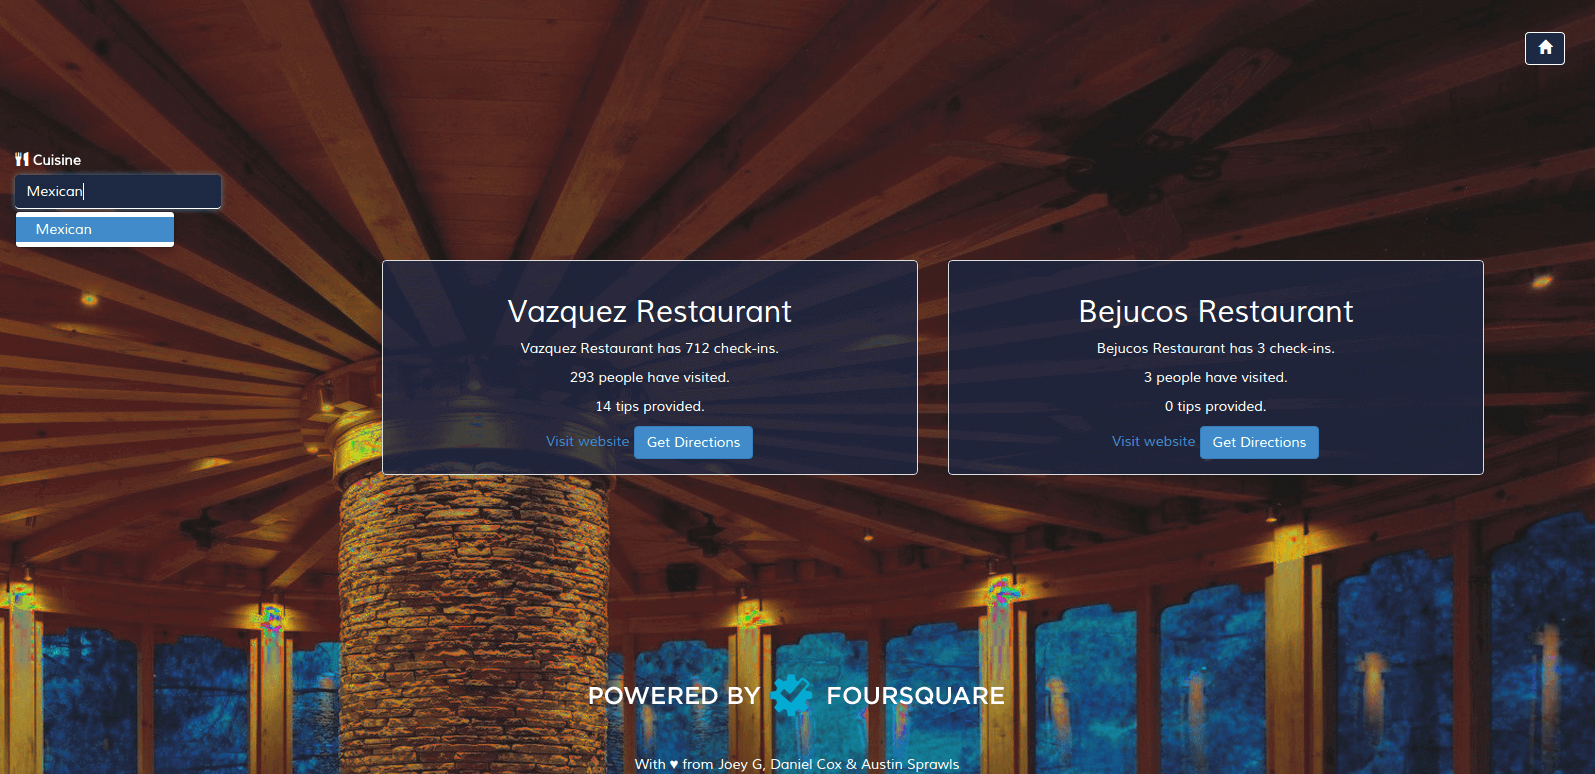 Cuisine
Mexican
Mexican
Vazquez Restaurant
Vazquez Restaurant has 712 check-ins.
293 people have visited.
14 tips provided.
Visit website Get Directions
Bejucos Restaurant
Bejucos Restaurant has 3 check-ins.
3 people have visited.
0 tips provided.
Visit website Get Directions
POWERED BY FOURSQUARE
With ♥ from Joey G, Daniel Cox & Austin Sprawls